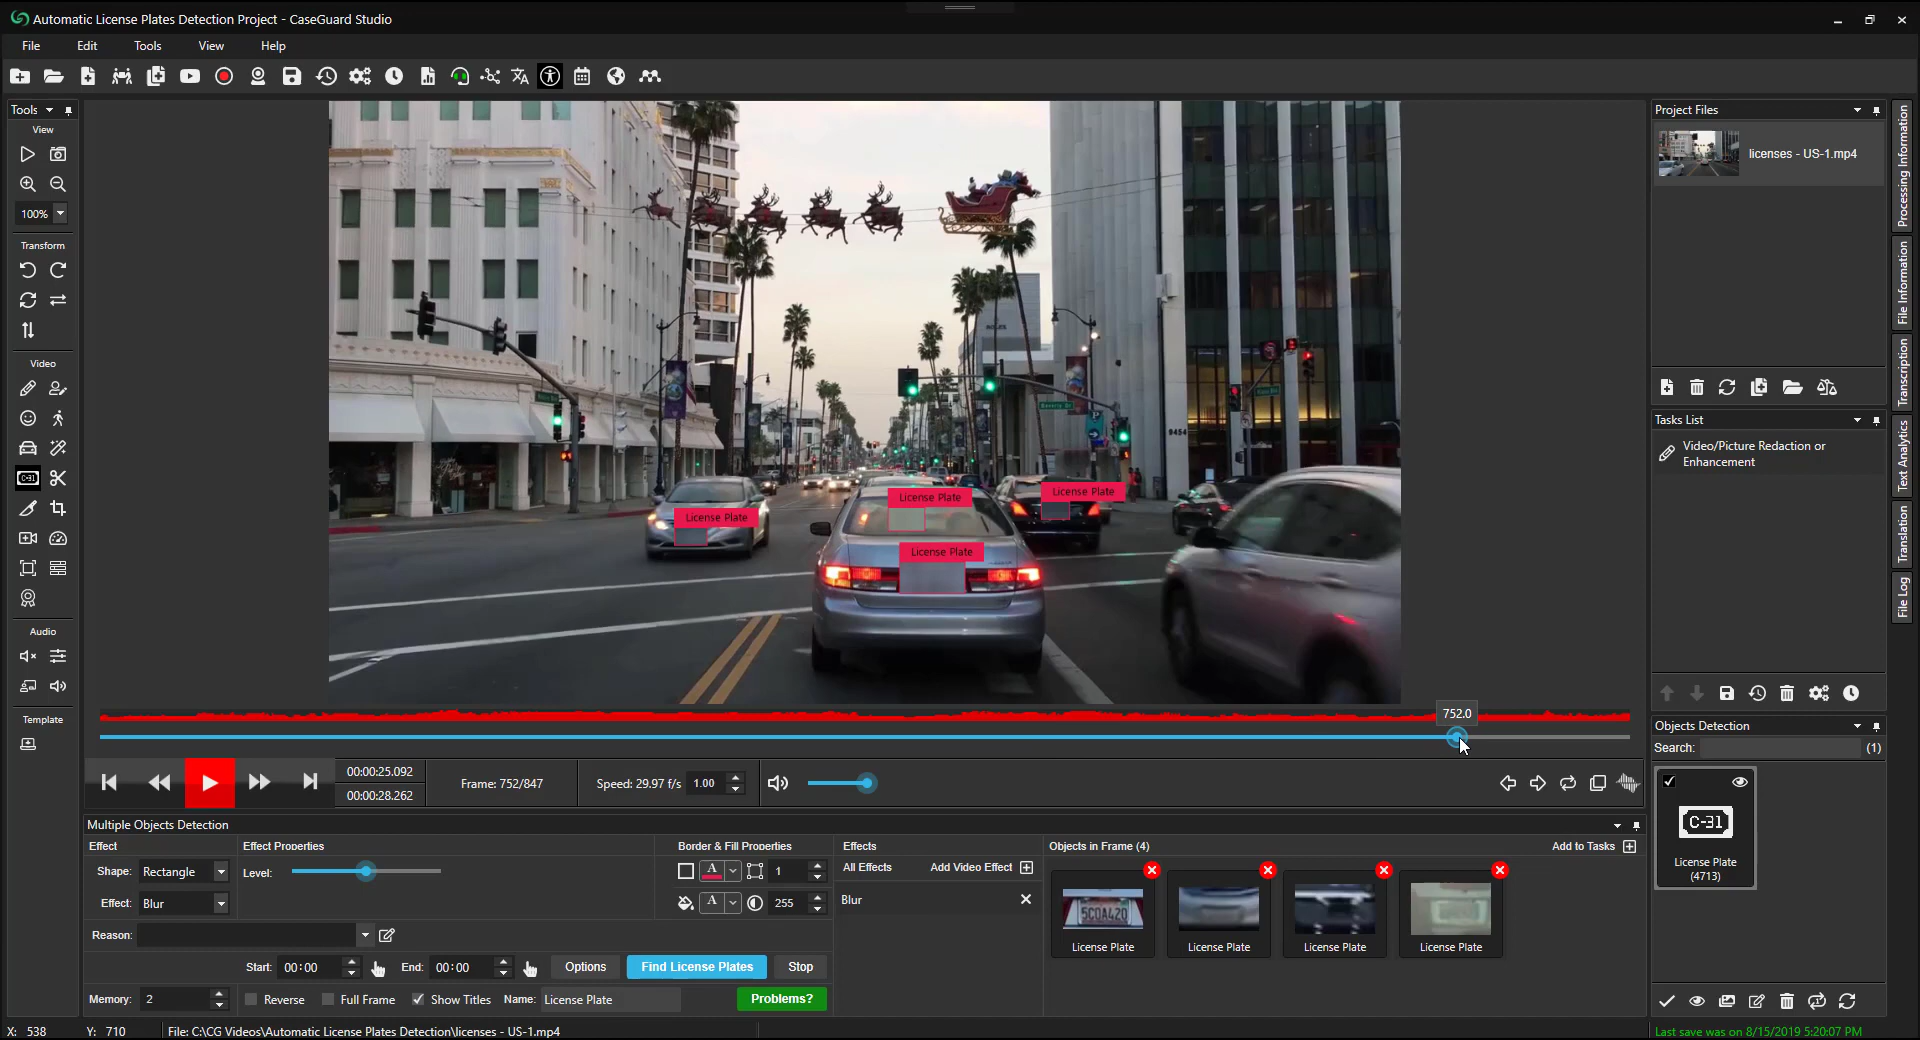 Automatic License Plates Detection Project - CaseGuard Studio
File Edit Tools View Help
Tools
View
100%
Transform
Video
C-31
Audio
Template
License Plate
License Plate
License Plate
License Plate
Beverly Dr
9454
752.0
00:00:25.092
00:00:28.262
Frame: 752/847
Speed: 29.97 f/s 1.00
Multiple Objects Detection
Effect
Shape: Rectangle
Effect: Blur
Effect Properties
Level:
Border & Fill Properties
A 1
A 255
Reason:
Start: 00:00 End: 00:00 Options Find License Plates Stop
Memory: 2 Reverse Full Frame Show Titles Name: License Plate Problems?
Effects
All Effects Add Video Effect
Blur
Objects in Frame (4) Add to Tasks
5COA420
License Plate License Plate License Plate License Plate
Project Files
licenses - US-1.mp4
Tasks List
Video/Picture Redaction or
Enhancement
Objects Detection
Search: (1)
C-31
License Plate
(4713)
Processing Information
File Information
Transcription
Text Analytics
Translation
File Log
X: 538 Y: 710 File: C:\CG Videos\Automatic License Plates Detection\licenses - US-1.mp4
Last save was on 8/15/2019 5:20:07 PM